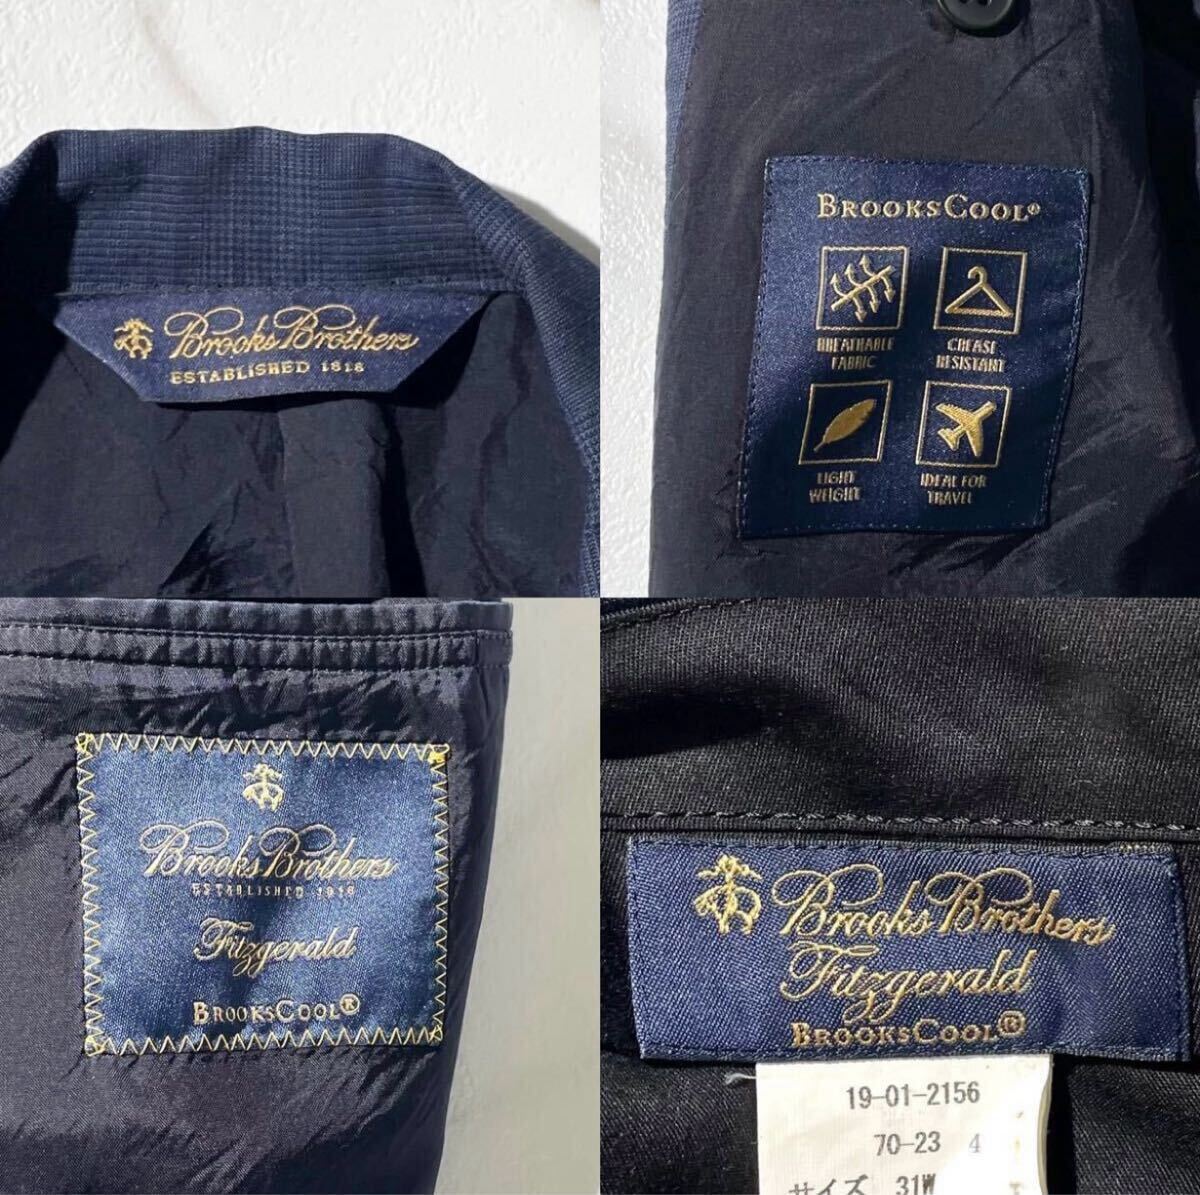 Brooks Brothers
ESTABLISHED 1818
BROOKSCOOL®
BREATHABLE
FABRIC
CREASE
RESISTANT
LIGHT
WEIGHT
IDEAL FOR
TRAVEL
Brooks Brothers
ESTABLISHED 1818
Fitzgerald
BROOKSCOOL®
Brooks Brothers
Fitzgerald
BROOKSCOOL®
19-01-2156
70-23 4
サイズ 31W